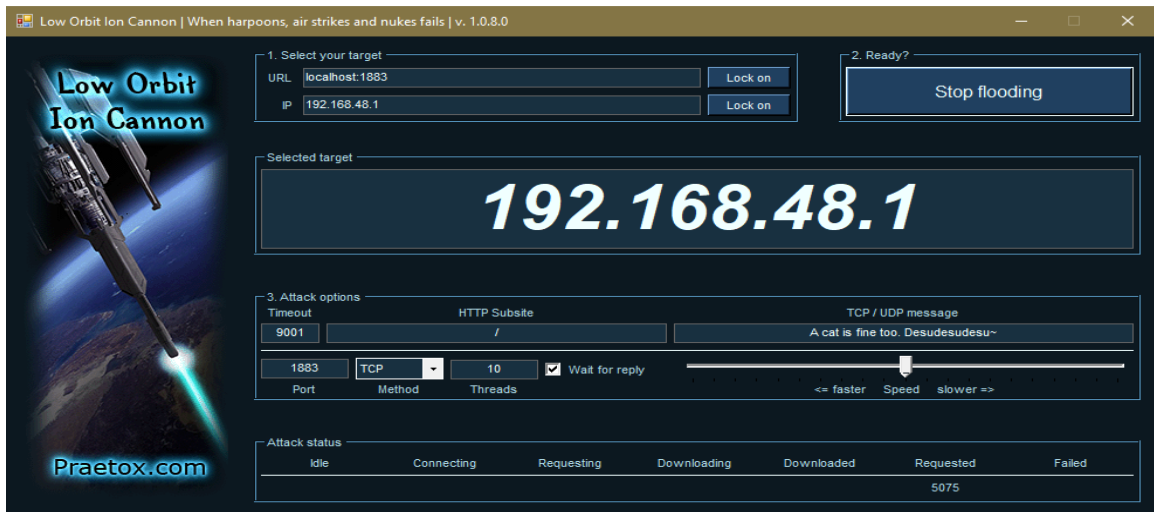 Low Orbit Ion Cannon | When harpoons, air strikes and nukes fails | v. 1.0.8.0
Low Orbit
Ion Cannon
Praetox.com
1. Select your target
URL localhost:1883 Lock on
IP 192.168.48.1 Lock on
2. Ready?
Stop flooding
Selected target
192.168.48.1
3. Attack options
Timeout HTTP Subsite TCP / UDP message
9001 / A cat is fine too. Desudesudesu~
1883 TCP 10 Wait for reply
Port Method Threads <= faster Speed slower =>
Attack status
Idle Connecting Requesting Downloading Downloaded Requested Failed
5075